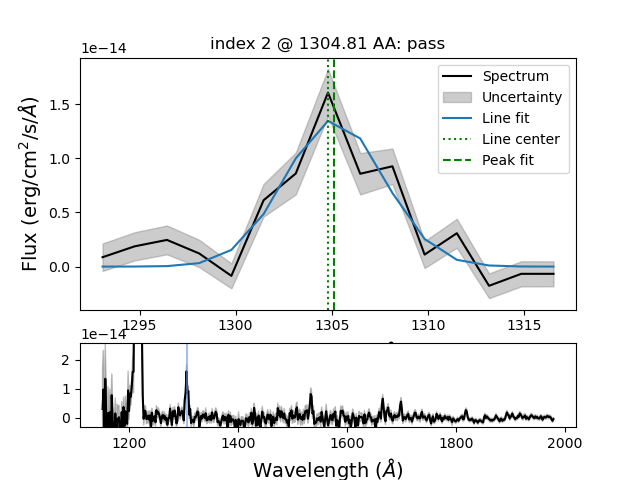 index 2 @ 1304.81 AA: pass
1e−14
Flux (erg/cm²/s/Å)
1.5
1.0
0.5
0.0
Spectrum
Uncertainty
Line fit
Line center
Peak fit
1295 1300 1305 1310 1315
1e−14
2
1
0
1200 1400 1600 1800 2000
Wavelength (Å)